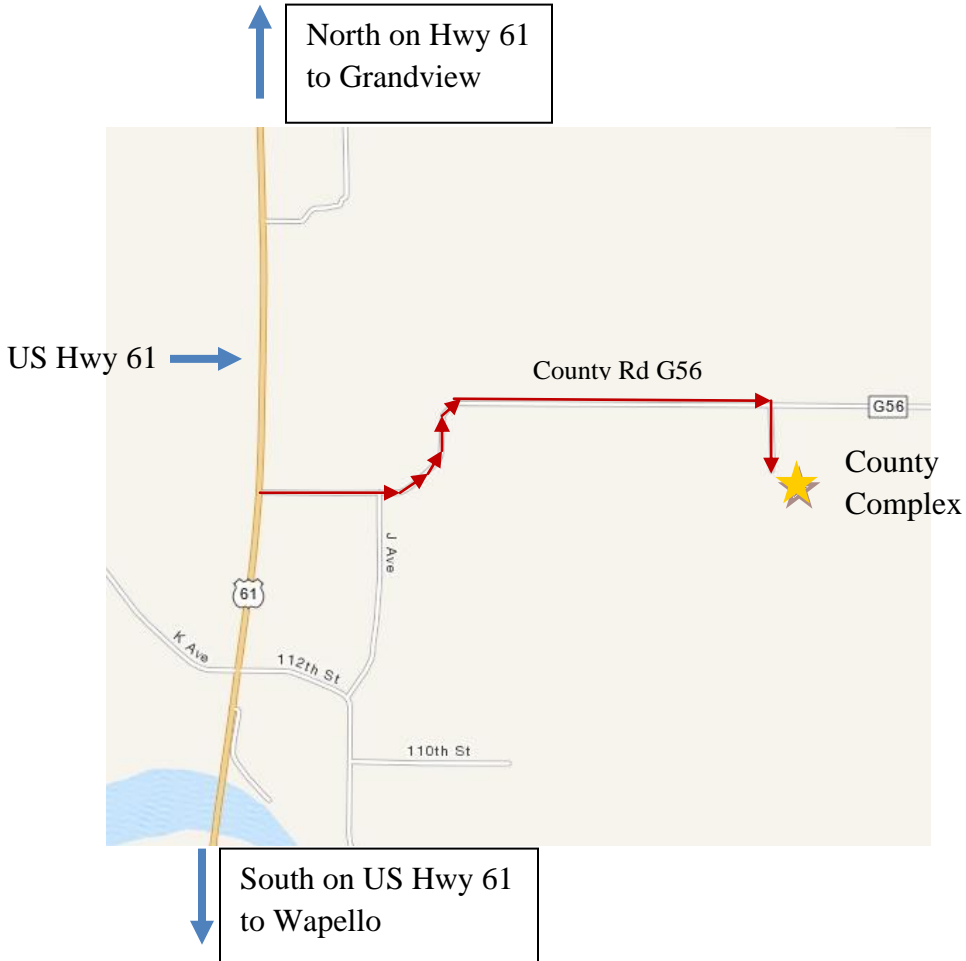 North on Hwy 61
to Grandview
US Hwy 61
County Rd G56
G56
County
Complex
J Ave
61
K Ave
112th St
110th St
South on US Hwy 61
to Wapello